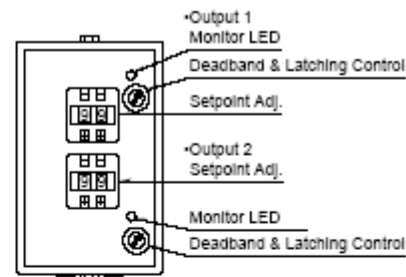 •Output 1
Monitor LED
Deadband & Latching Control
Setpoint Adj.
•Output 2
Setpoint Adj.
Monitor LED
Deadband & Latching Control